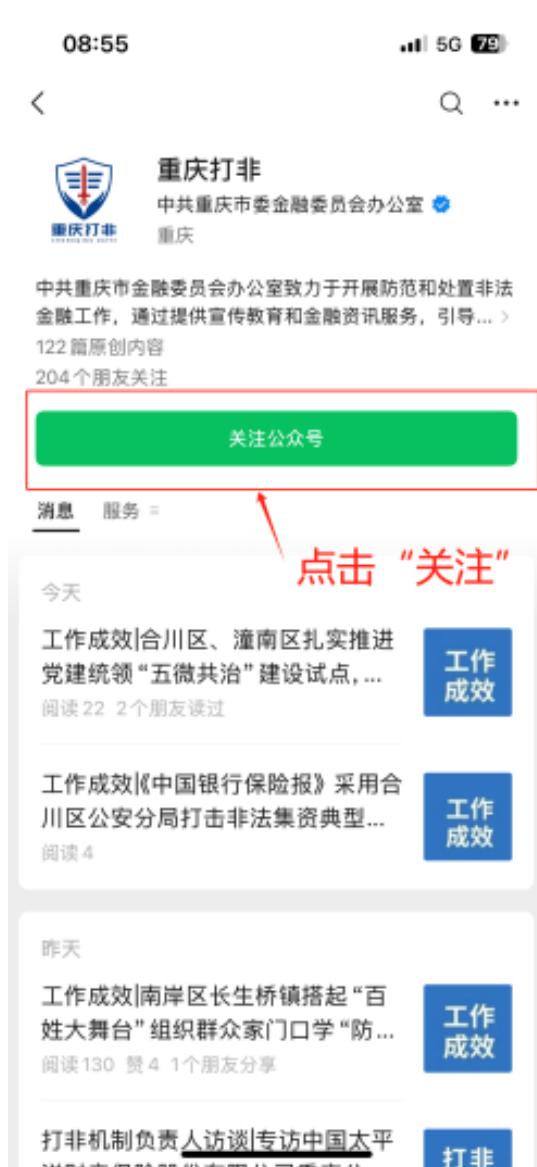 08:55
5G 79
重庆打非
中共重庆市委金融委员会办公室
重庆打非
重庆
中共重庆市金融委员会办公室致力于开展防范和处置非法
金融工作，通过提供宣传教育和金融资讯服务，引导...
122篇原创内容
204个朋友关注
关注公众号
消息 服务
点击“关注”
今天
工作成效|合川区、潼南区扎实推进
党建统领“五微共治”建设试点，...
阅读22 2个朋友读过
工作
成效
工作成效|《中国银行保险报》采用合
川区公安分局打击非法集资典型...
阅读4
工作
成效
昨天
工作成效|南岸区长生桥镇搭起“百
姓大舞台”组织群众家门口学“防...
阅读130 赞4 1个朋友分享
工作
成效
打非机制负责人访谈|专访中国太平
打非